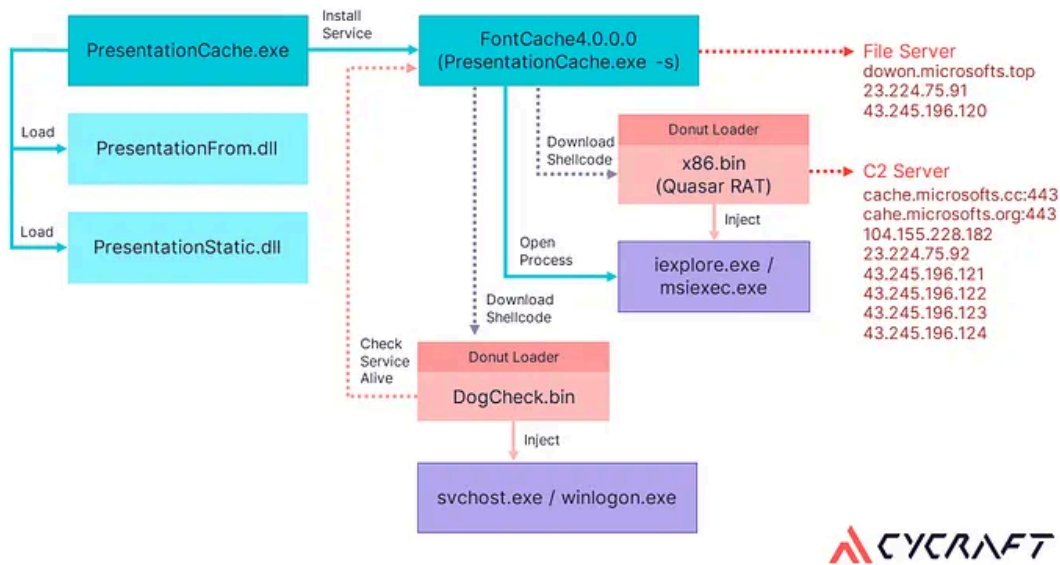 PresentationCache.exe
Install
Service
FontCache4.0.0.0
(PresentationCache.exe -s)
File Server
dowon.microsofts.top
23.224.75.91
43.245.196.120
Load
PresentationFrom.dll
Load
PresentationStatic.dll
Download
Shellcode
Donut Loader
x86.bin
(Quasar RAT)
C2 Server
cache.microsofts.cc:443
cahe.microsofts.org:443
104.155.228.182
23.224.75.92
43.245.196.121
43.245.196.122
43.245.196.123
43.245.196.124
Inject
Open
Process
iexplore.exe /
msiexec.exe
Download
Shellcode
Check
Service
Alive
Donut Loader
DogCheck.bin
Inject
svchost.exe / winlogon.exe
CYCRAFT